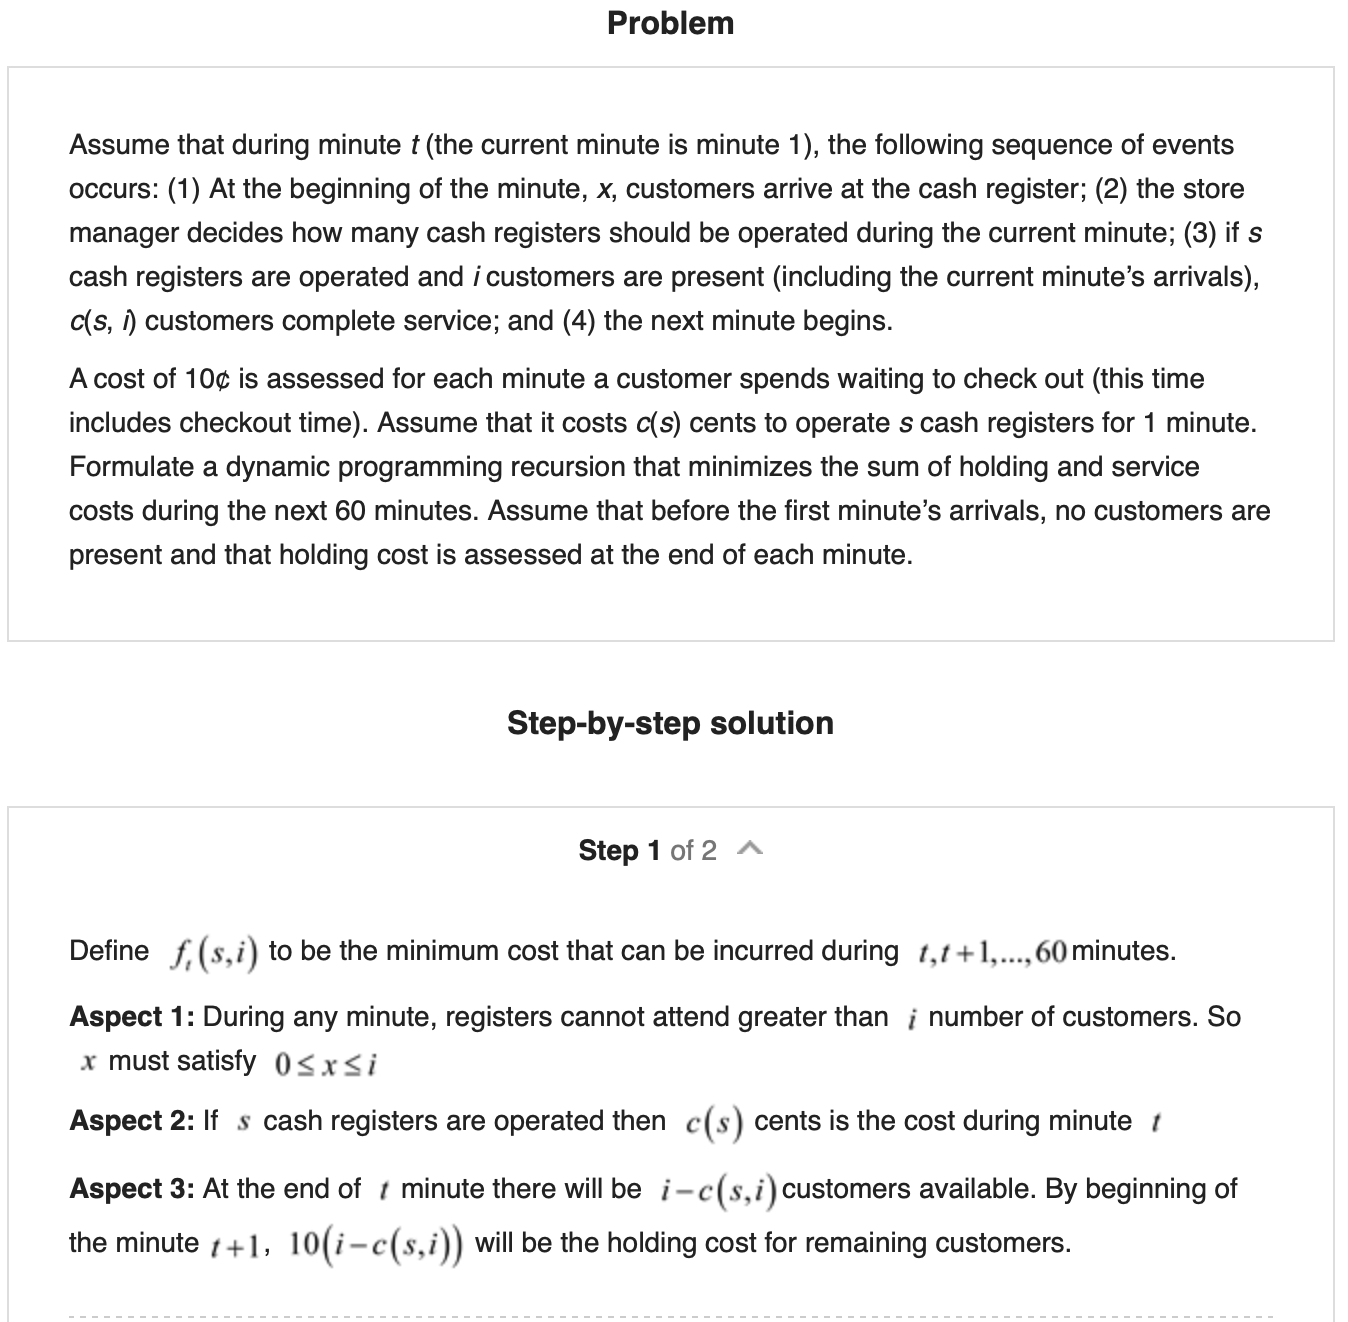 Problem
Assume that during minute t (the current minute is minute 1), the following sequence of events
occurs: (1) At the beginning of the minute, x, customers arrive at the cash register; (2) the store
manager decides how many cash registers should be operated during the current minute; (3) if s
cash registers are operated and i customers are present (including the current minute’s arrivals),
c(s, i) customers complete service; and (4) the next minute begins.
A cost of 10¢ is assessed for each minute a customer spends waiting to check out (this time
includes checkout time). Assume that it costs c(s) cents to operate s cash registers for 1 minute.
Formulate a dynamic programming recursion that minimizes the sum of holding and service
costs during the next 60 minutes. Assume that before the first minute’s arrivals, no customers are
present and that holding cost is assessed at the end of each minute.
Step-by-step solution
Step 1 of 2
Define f_t(s,i) to be the minimum cost that can be incurred during t,t+1,...,60 minutes.
Aspect 1: During any minute, registers cannot attend greater than i number of customers. So
x must satisfy 0≤x≤i
Aspect 2: If s cash registers are operated then c(s) cents is the cost during minute t
Aspect 3: At the end of t minute there will be i−c(s,i) customers available. By beginning of
the minute t+1, 10(i−c(s,i)) will be the holding cost for remaining customers.